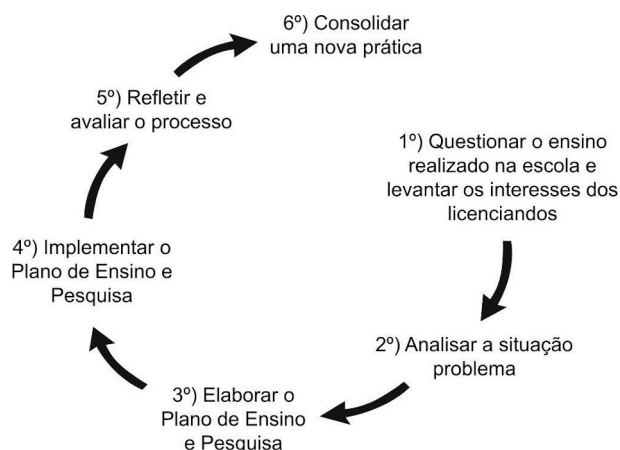 1º) Questionar o ensino
realizado na escola e
levantar os interesses dos
licenciandos
2º) Analisar a situação
problema
3º) Elaborar o
Plano de Ensino
e Pesquisa
4º) Implementar o
Plano de Ensino e
Pesquisa
5º) Refletir e
avaliar o processo
6º) Consolidar
uma nova prática